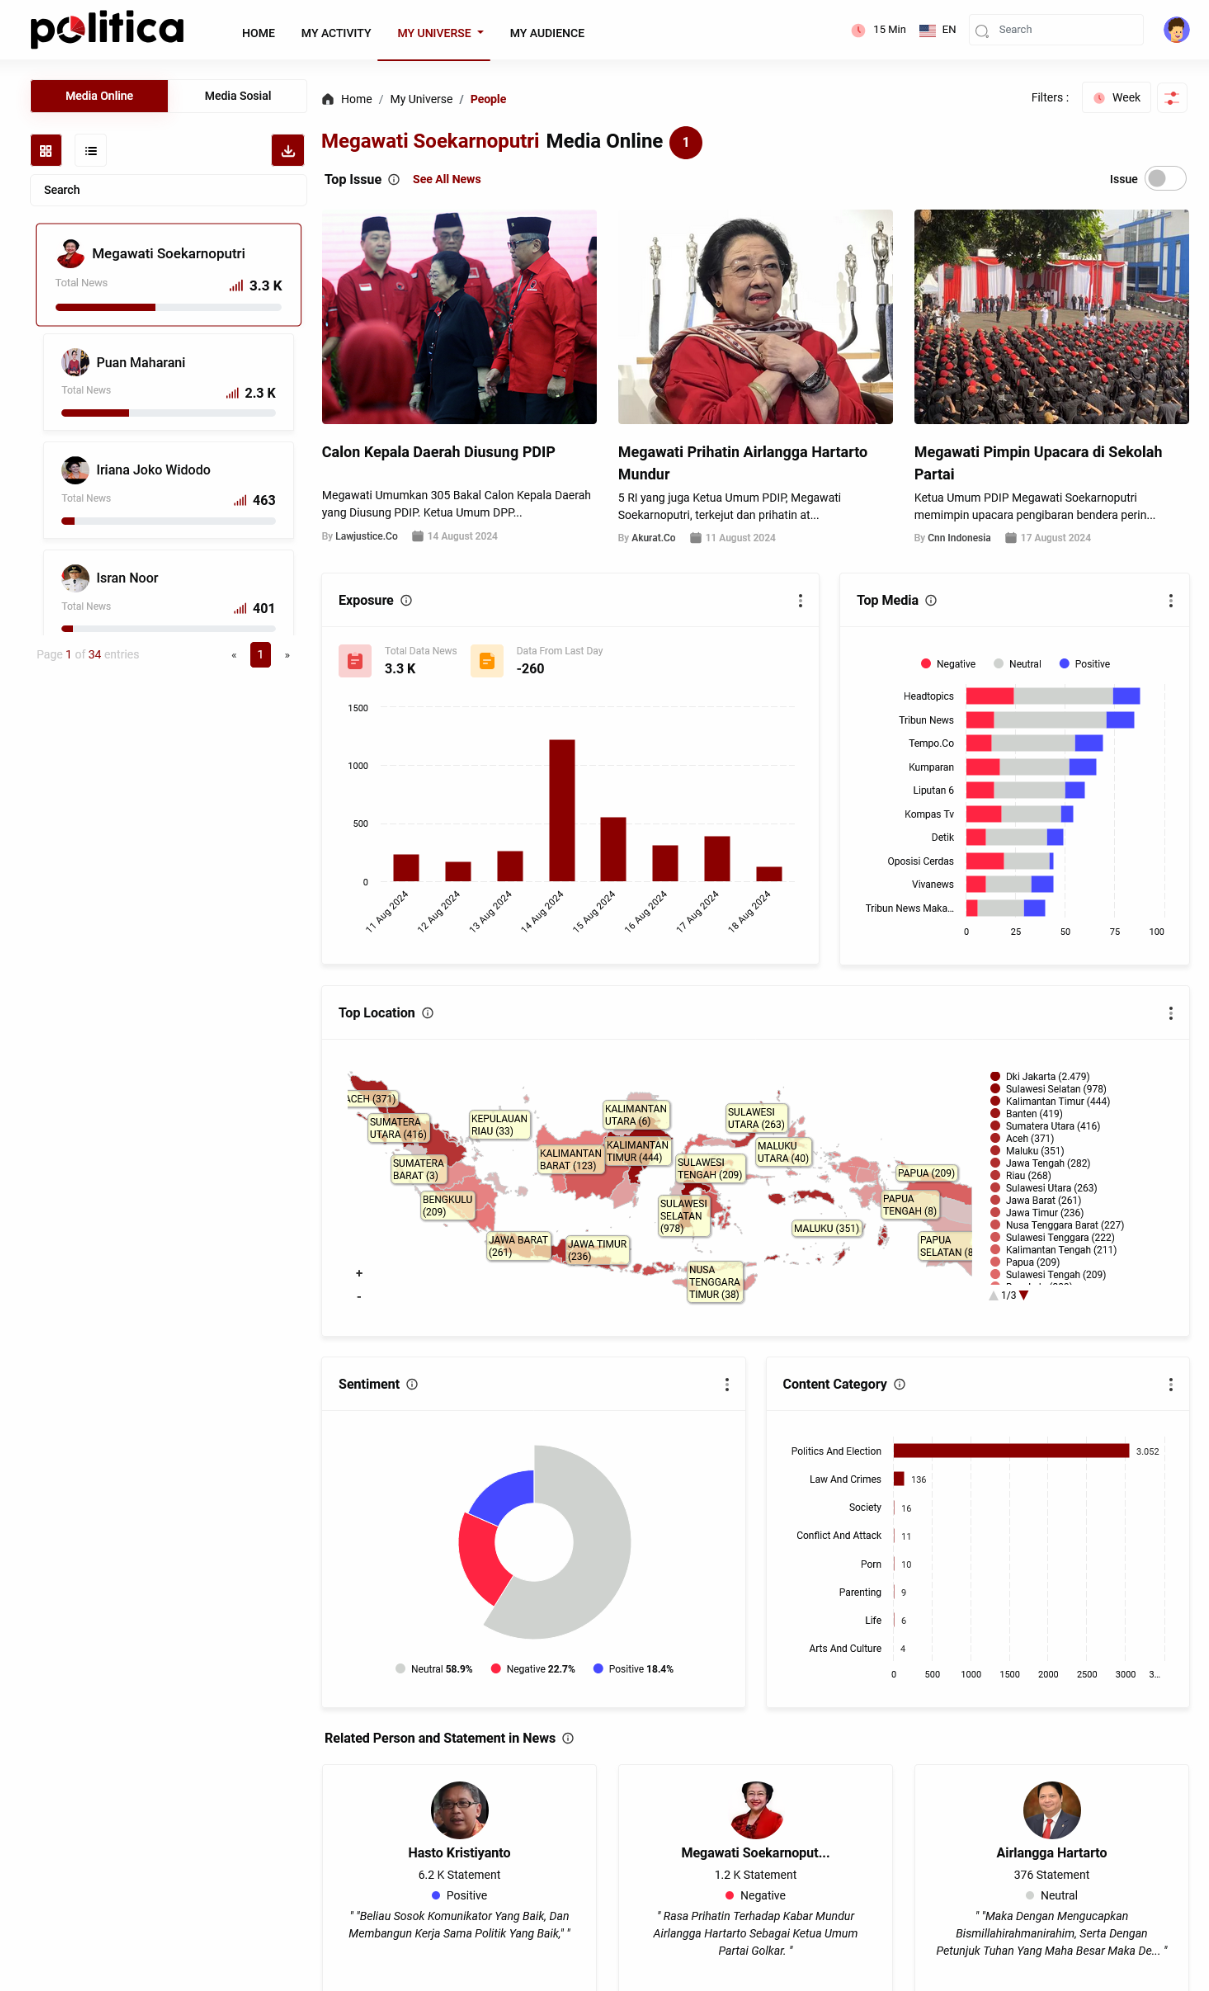 politica
HOME
MY ACTIVITY
MY UNIVERSE
MY AUDIENCE
15 Min
EN
Search
Media Online
Media Sosial
Search
Megawati Soekarnoputri
Total News
3.3 K
Puan Maharani
Total News
2.3 K
Iriana Joko Widodo
Total News
463
Isran Noor
Total News
401
Page 1 of 34 entries
«
1
»
Home / My Universe / People
Filters :
Week
Megawati Soekarnoputri Media Online 1
Top Issue
See All News
Issue
Calon Kepala Daerah Diusung PDIP
Megawati Umumkan 305 Bakal Calon Kepala Daerah
yang Diusung PDIP. Ketua Umum DPP...
By Lawjustice.Co
14 August 2024
Megawati Prihatin Airlangga Hartarto
Mundur
5 RI yang juga Ketua Umum PDIP, Megawati
Soekarnoputri, terkejut dan prihatin at...
By Akurat.Co
11 August 2024
Megawati Pimpin Upacara di Sekolah
Partai
Ketua Umum PDIP Megawati Soekarnoputri
memimpin upacara pengibaran bendera perin...
By Cnn Indonesia
17 August 2024
Exposure
Total Data News
3.3 K
Data From Last Day
-260
1500
1000
500
0
11 Aug 2024
12 Aug 2024
13 Aug 2024
14 Aug 2024
15 Aug 2024
16 Aug 2024
17 Aug 2024
18 Aug 2024
Top Media
Negative
Neutral
Positive
Headtopics
Tribun News
Tempo.Co
Kumparan
Liputan 6
Kompas Tv
Detik
Oposisi Cerdas
Vivanews
Tribun News Maka...
0
25
50
75
100
Top Location
ACEH (371)
SUMATERA
UTARA (416)
KEPULAUAN
RIAU (33)
KALIMANTAN
UTARA (6)
SULAWESI
UTARA (263)
SUMATERA
BARAT (3)
KALIMANTAN
BARAT (123)
KALIMANTAN
TIMUR (444)
SULAWESI
TENGAH (209)
MALUKU
UTARA (40)
PAPUA (209)
BENGKULU
(209)
SULAWESI
SELATAN
(978)
PAPUA
TENGAH (8)
MALUKU (351)
JAWA BARAT
(261)
JAWA TIMUR
(236)
PAPUA
SELATAN (8
NUSA
TENGGARA
TIMUR (38)
+
-
Dki Jakarta (2.479)
Sulawesi Selatan (978)
Kalimantan Timur (444)
Banten (419)
Sumatera Utara (416)
Aceh (371)
Maluku (351)
Jawa Tengah (282)
Riau (268)
Sulawesi Utara (263)
Jawa Barat (261)
Jawa Timur (236)
Nusa Tenggara Barat (227)
Sulawesi Tenggara (222)
Kalimantan Tengah (211)
Papua (209)
Sulawesi Tengah (209)
1/3
Sentiment
Neutral 58.9%
Negative 22.7%
Positive 18.4%
Content Category
Politics And Election
3.052
Law And Crimes
136
Society
16
Conflict And Attack
11
Porn
10
Parenting
9
Life
6
Arts And Culture
4
0
500
1000
1500
2000
2500
3000
3...
Related Person and Statement in News
Hasto Kristiyanto
6.2 K Statement
Positive
" "Beliau Sosok Komunikator Yang Baik, Dan
Membangun Kerja Sama Politik Yang Baik," "
Megawati Soekarnoput...
1.2 K Statement
Negative
" Rasa Prihatin Terhadap Kabar Mundur
Airlangga Hartarto Sebagai Ketua Umum
Partai Golkar. "
Airlangga Hartarto
376 Statement
Neutral
" "Maka Dengan Mengucapkan
Bismillahirahmanirahim, Serta Dengan
Petunjuk Tuhan Yang Maha Besar Maka De... "